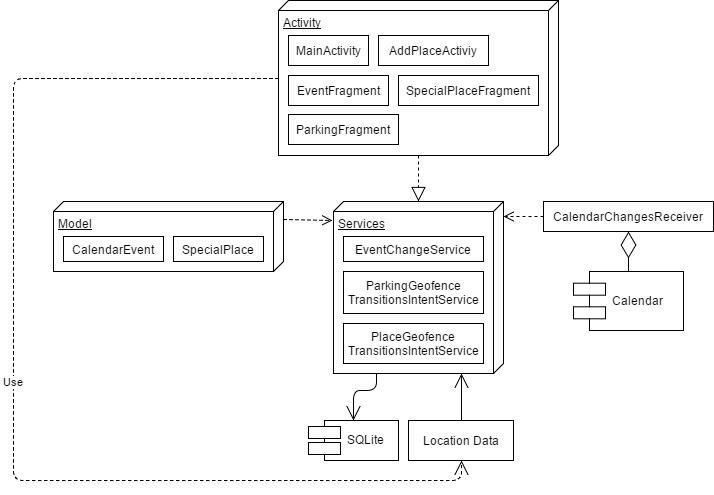 Activity
MainActivity
AddPlaceActiviy
EventFragment
SpecialPlaceFragment
ParkingFragment
Model
CalendarEvent
SpecialPlace
Services
EventChangeService
ParkingGeofence
TransitionsIntentService
PlaceGeofence
TransitionsIntentService
CalendarChangesReceiver
Calendar
Use
SQLite
Location Data